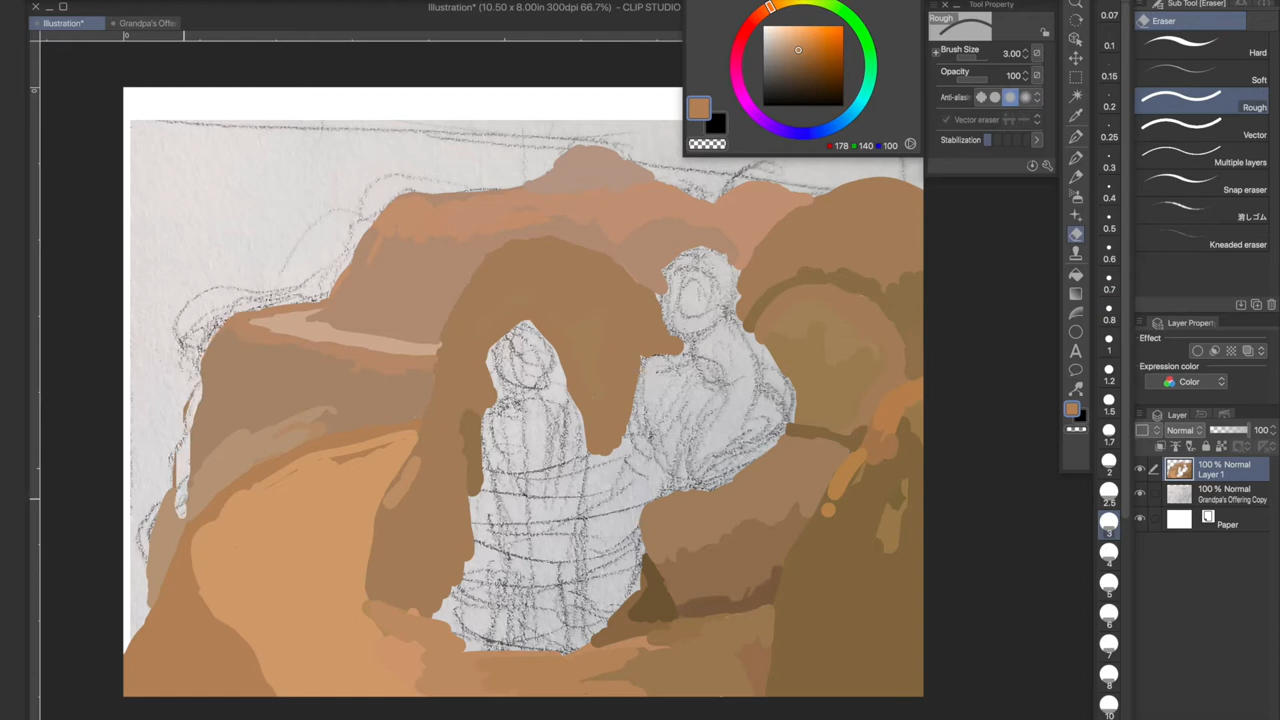 Illustration* (10.50 x 8.00in 300dpi 66.7%) - CLIP STUDIO
Illustration*
Grandpa's Offe
0
0
178 140 100
Tool Property
Rough
Brush Size 3.00
Opacity 100
Anti-alias
Vector eraser
Stabilization
0.07
0.1
0.15
0.2
0.25
0.3
0.4
0.5
0.6
0.7
0.8
1
1.2
1.5
1.7
2
2.5
3
4
5
6
7
8
10
Sub Tool [Eraser]
Eraser
Hard
Soft
Rough
Vector
Multiple layers
Snap eraser
消しゴム
Kneaded eraser
Layer Propert
Effect
Expression color
Color
Layer
Normal 100
100 % Normal
Layer 1
100 % Normal
Grandpa's Offering Copy
Paper